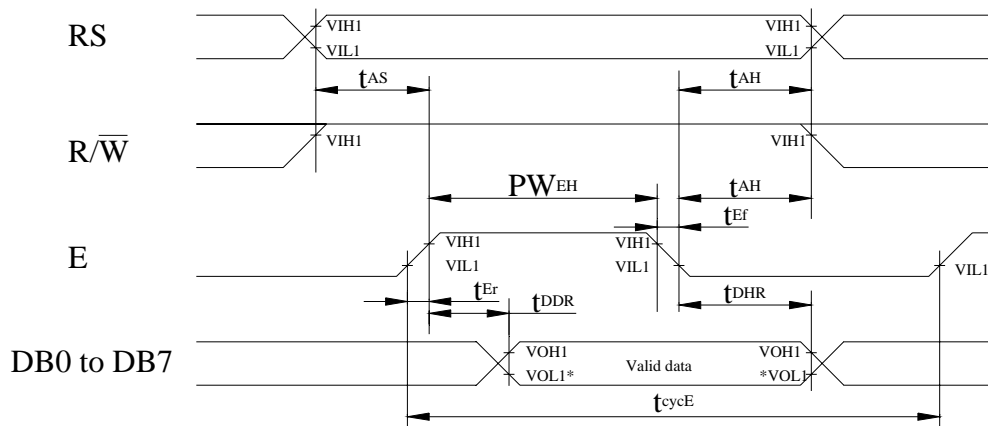 RS
VIH1
VIL1
VIH1
VIL1
tAS
tAH
R/W̅
VIH1
VIH1
PWEH
tAH
tEf
E
VIH1
VIL1
VIH1
VIL1
VIL1
tEr
tDDR
tDHR
DB0 to DB7
VOH1
VOL1*
Valid data
VOH1
*VOL1
tcycE